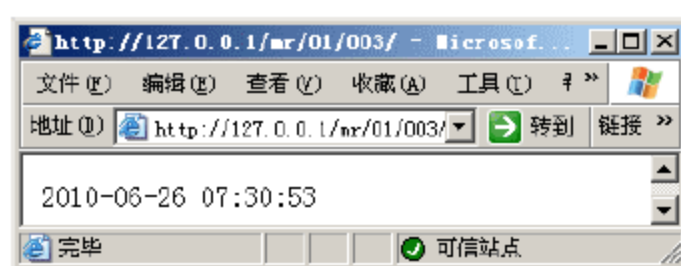 http://127.0.0.1/mr/01/003/ - Microsof...
文件(F) 编辑(E) 查看(V) 收藏(A) 工具(T) »
地址(D) http://127.0.0.1/mr/01/003/ 转到 链接 »
2010-06-26 07:30:53
完毕 可信站点